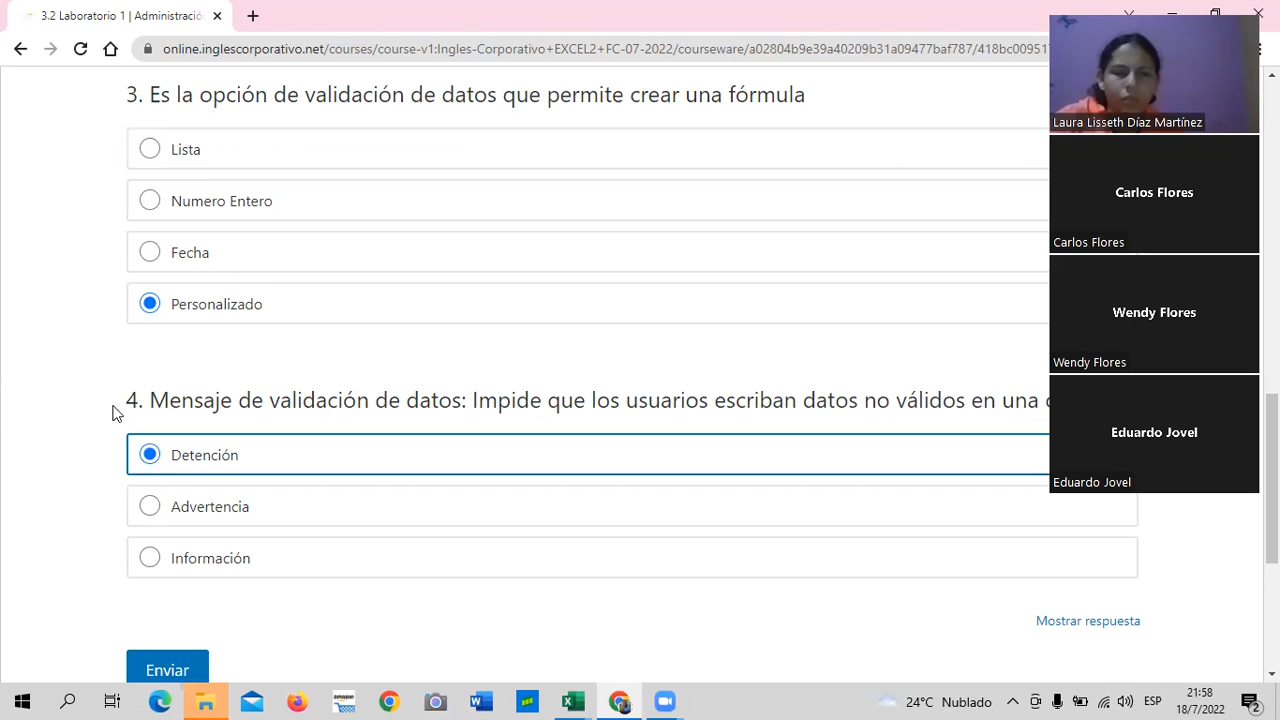 3.2 Laboratorio 1 | Administració
online.inglescorporativo.net/courses/course-v1:Ingles-Corporativo+EXCEL2+FC-07-2022/courseware/
3. Es la opción de validación de datos que permite crear una fórmula
Lista
Numero Entero
Fecha
Personalizado
4. Mensaje de validación de datos: Impide que los usuarios escriban datos no válidos en una
Detención
Advertencia
Información
Mostrar respuesta
Enviar
Laura Lisseth Díaz Martínez
Carlos Flores
Carlos Flores
Wendy Flores
Wendy Flores
Eduardo Jovel
Eduardo Jovel
24°C Nublado
ESP
21:58
18/7/2022
2